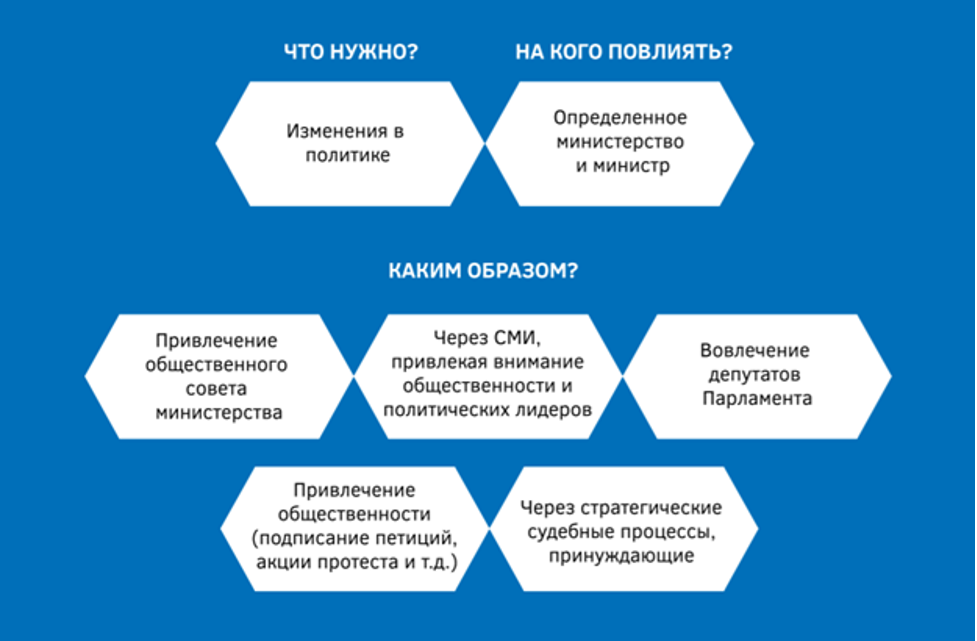 ЧТО НУЖНО?
НА КОГО ПОВЛИЯТЬ?
Изменения в
политике
Определенное
министерство
и министр
КАКИМ ОБРАЗОМ?
Привлечение
общественного
совета
министерства
Через СМИ,
привлекая внимание
общественности и
политических лидеров
Вовлечение
депутатов
Парламента
Привлечение
общественности
(подписание петиций,
акции протеста и т.д.)
Через стратегические
судебные процессы,
принуждающие